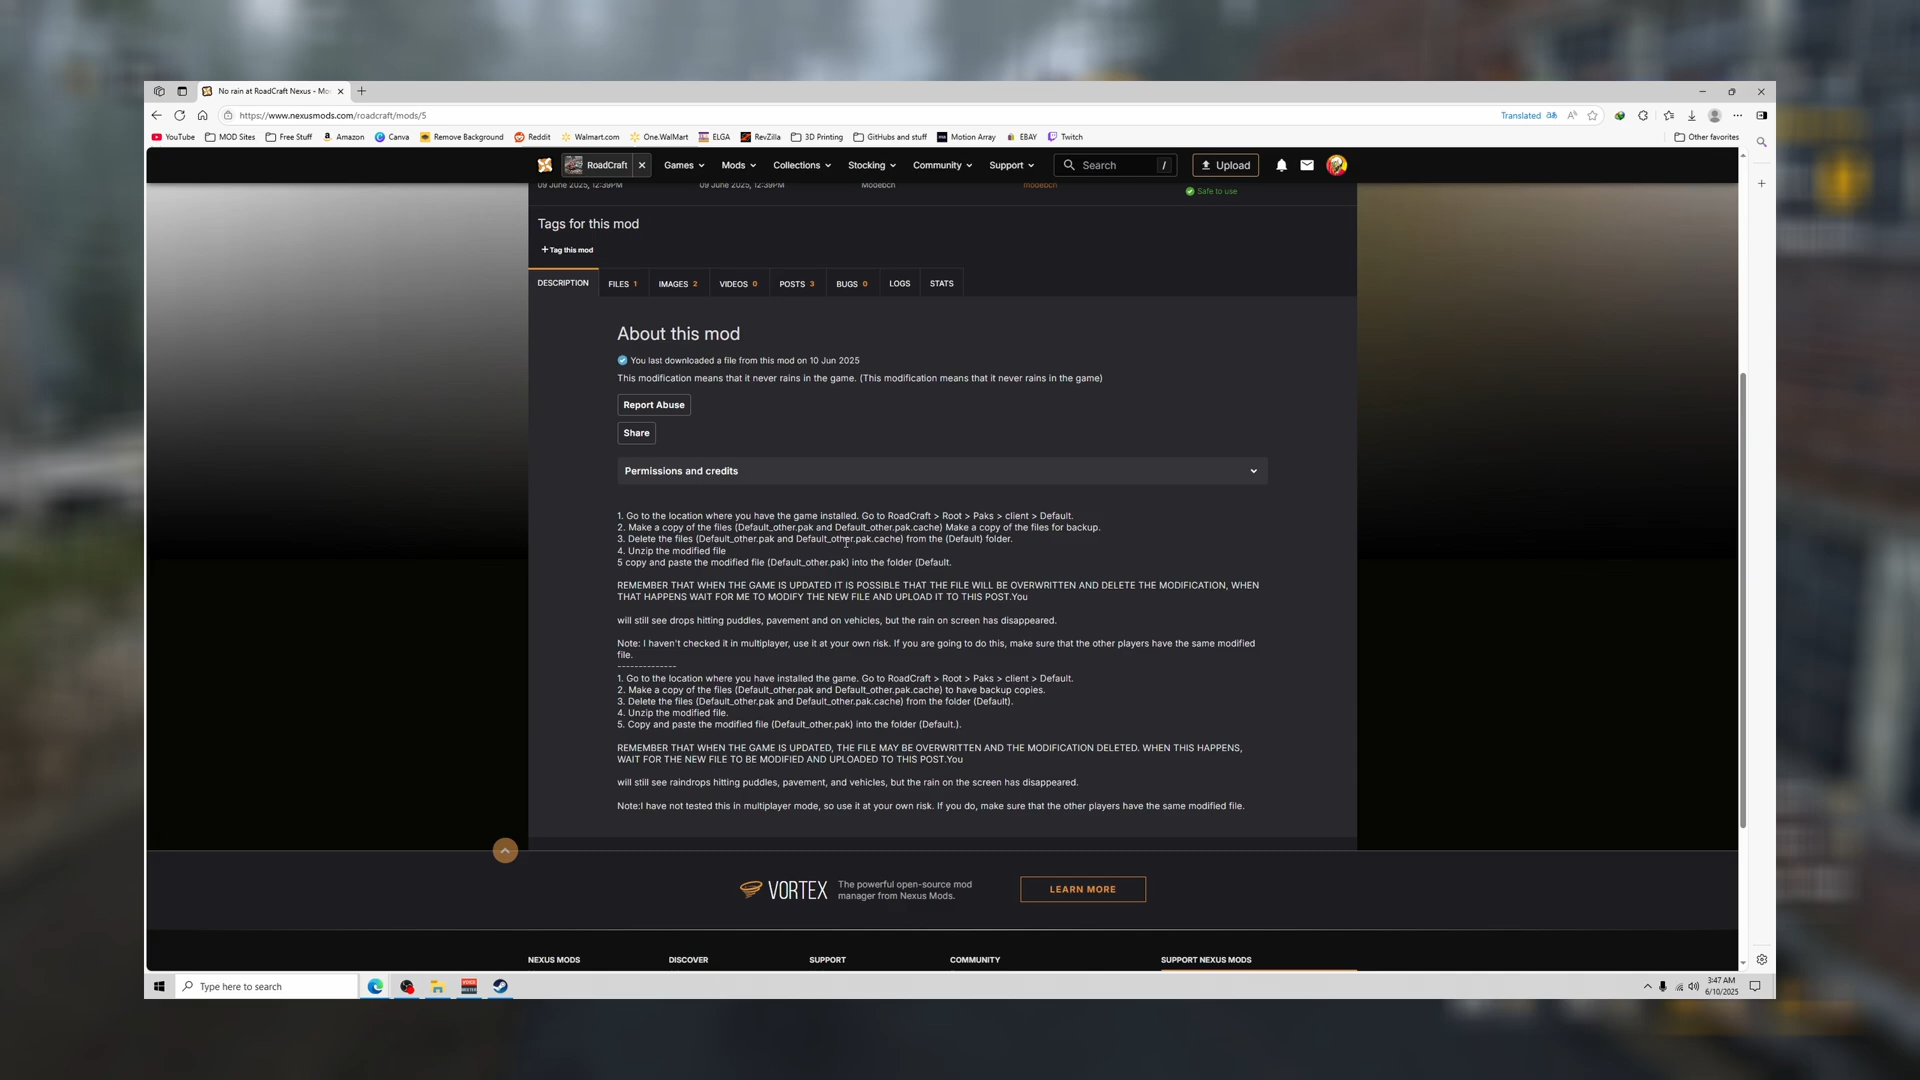 No rain at RoadCraft Nexus - Mo
https://www.nexusmods.com/roadcraft/mods/5
Translated
YouTube
MOD Sites
Free Stuff
Amazon
Canva
Remove Background
Reddit
Walmart.com
One.WalMart
ELGA
RevZilla
3D Printing
GitHubs and stuff
Motion Array
EBAY
Twitch
Other favorites
RoadCraft
Games
Mods
Collections
Stocking
Community
Support
Search
/
Upload
09 June 2025, 12:39PM
09 June 2025, 12:39PM
Modebch
modebch
Safe to use
Tags for this mod
+ Tag this mod
DESCRIPTION
FILES 1
IMAGES 2
VIDEOS 0
POSTS 3
BUGS 0
LOGS
STATS
About this mod
You last downloaded a file from this mod on 10 Jun 2025
This modification means that it never rains in the game. (This modification means that it never rains in the game)
Report Abuse
Share
Permissions and credits
1. Go to the location where you have the game installed. Go to RoadCraft > Root > Paks > client > Default.
2. Make a copy of the files (Default_other.pak and Default_other.pak.cache) Make a copy of the files for backup.
3. Delete the files (Default_other.pak and Default_other.pak.cache) from the (Default) folder.
4. Unzip the modified file
5 copy and paste the modified file (Default_other.pak) into the folder (Default.
REMEMBER THAT WHEN THE GAME IS UPDATED IT IS POSSIBLE THAT THE FILE WILL BE OVERWRITTEN AND DELETE THE MODIFICATION, WHEN
THAT HAPPENS WAIT FOR ME TO MODIFY THE NEW FILE AND UPLOAD IT TO THIS POST.You
will still see drops hitting puddles, pavement and on vehicles, but the rain on screen has disappeared.
Note: I haven't checked it in multiplayer, use it at your own risk. If you are going to do this, make sure that the other players have the same modified
file.
--------------
1. Go to the location where you have installed the game. Go to RoadCraft > Root > Paks > client > Default.
2. Make a copy of the files (Default_other.pak and Default_other.pak.cache) to have backup copies.
3. Delete the files (Default_other.pak and Default_other.pak.cache) from the folder (Default).
4. Unzip the modified file.
5. Copy and paste the modified file (Default_other.pak) into the folder (Default.).
REMEMBER THAT WHEN THE GAME IS UPDATED, THE FILE MAY BE OVERWRITTEN AND THE MODIFICATION DELETED. WHEN THIS HAPPENS,
WAIT FOR THE NEW FILE TO BE MODIFIED AND UPLOADED TO THIS POST.You
will still see raindrops hitting puddles, pavement, and vehicles, but the rain on the screen has disappeared.
Note:I have not tested this in multiplayer mode, so use it at your own risk. If you do, make sure that the other players have the same modified file.
VORTEX
The powerful open-source mod
manager from Nexus Mods.
LEARN MORE
NEXUS MODS
DISCOVER
SUPPORT
COMMUNITY
SUPPORT NEXUS MODS
Type here to search
3:47 AM
6/10/2025